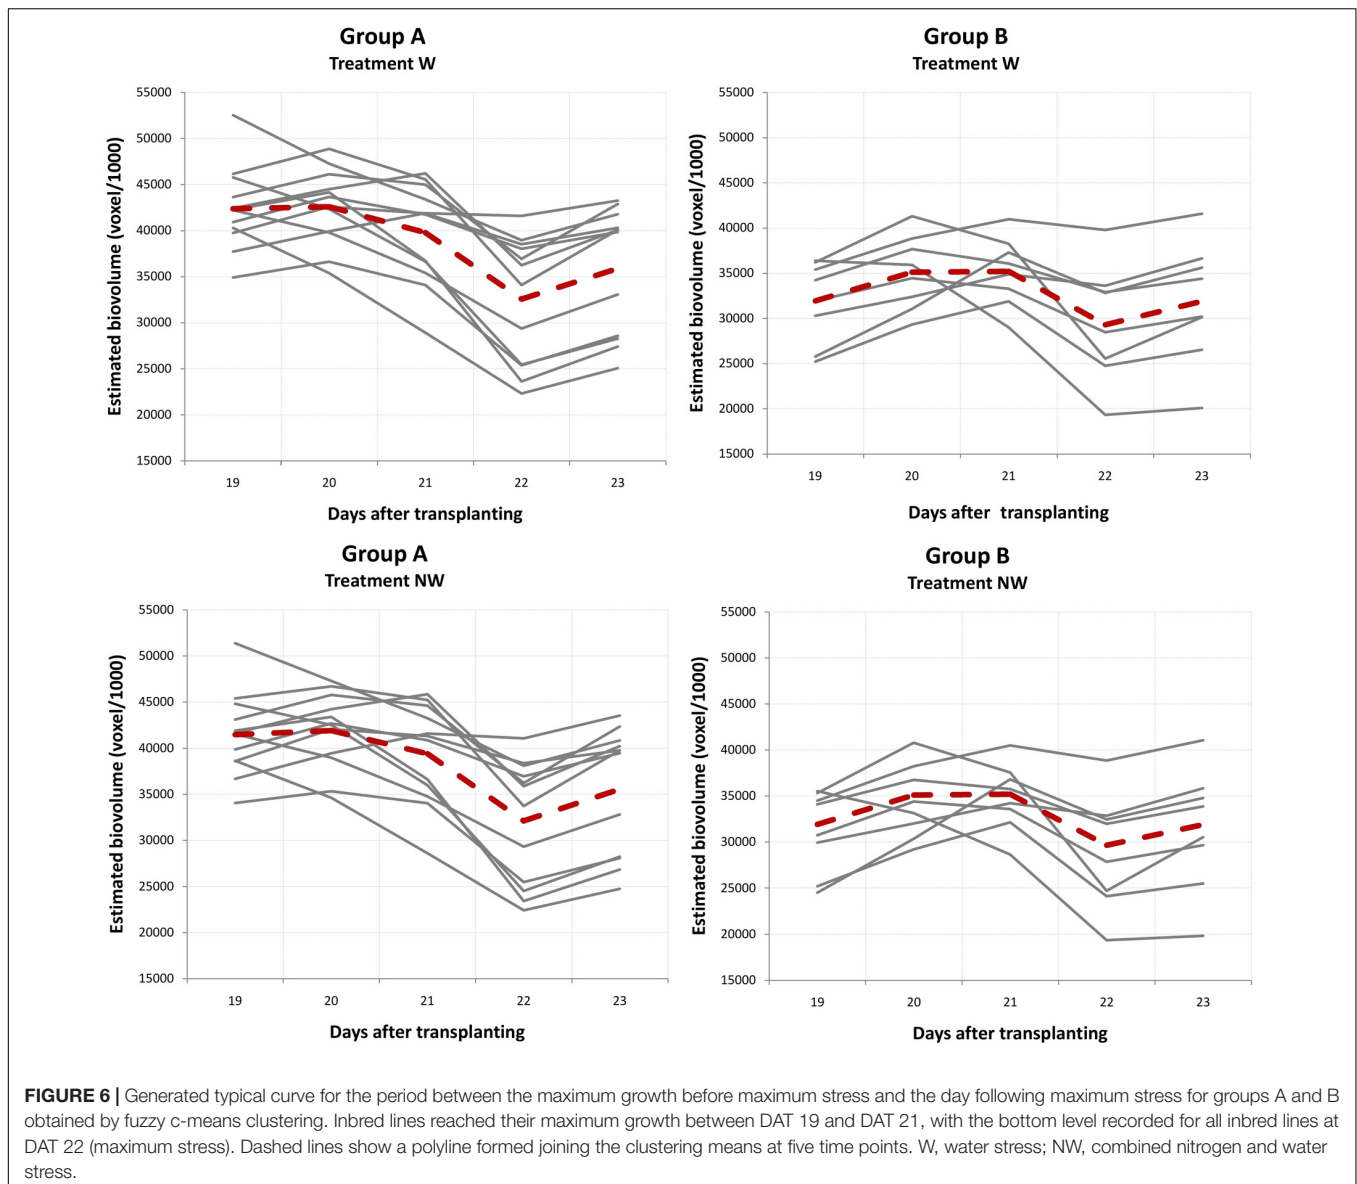 Group A
Treatment W
Estimated biovolume (voxel/1000)
55000
50000
45000
40000
35000
30000
25000
20000
15000
19 20 21 22 23
Days after transplanting
Group B
Treatment W
Estimated biovolume (voxel/1000)
55000
50000
45000
40000
35000
30000
25000
20000
15000
19 20 21 22 23
Days after transplanting
Group A
Treatment NW
Estimated biovolume (voxel/1000)
55000
50000
45000
40000
35000
30000
25000
20000
15000
19 20 21 22 23
Days after transplanting
Group B
Treatment NW
Estimated biovolume (voxel/1000)
55000
50000
45000
40000
35000
30000
25000
20000
15000
19 20 21 22 23
Days after transplanting
FIGURE 6 | Generated typical curve for the period between the maximum growth before maximum stress and the day following maximum stress for groups A and B
obtained by fuzzy c-means clustering. Inbred lines reached their maximum growth between DAT 19 and DAT 21, with the bottom level recorded for all inbred lines at
DAT 22 (maximum stress). Dashed lines show a polyline formed joining the clustering means at five time points. W, water stress; NW, combined nitrogen and water
stress.